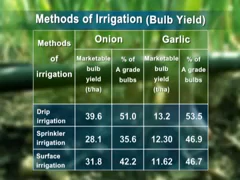 Methods of Irrigation (Bulb Yield)
Methods of irrigation | Onion | Garlic
Marketable bulb yield (t/ha) | % of A grade bulbs | Marketable bulb yield (t/ha) | % of A grade bulbs
Drip irrigation | 39.6 | 51.0 | 13.2 | 53.5
Sprinkler irrigation | 28.1 | 35.6 | 12.30 | 46.9
Surface irrigation | 31.8 | 42.2 | 11.62 | 46.7